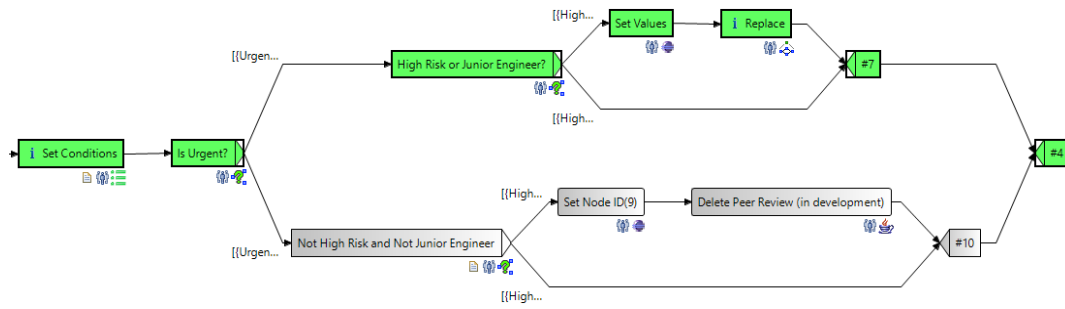 [[{High...
Set Values
i Replace
[[{Urgen...
High Risk or Junior Engineer?
#7
[[{High...
i Set Conditions
Is Urgent?
#4
[[{High...
Set Node ID(9)
Delete Peer Review (in development)
[[{Urgen...
Not High Risk and Not Junior Engineer
#10
[[{High...